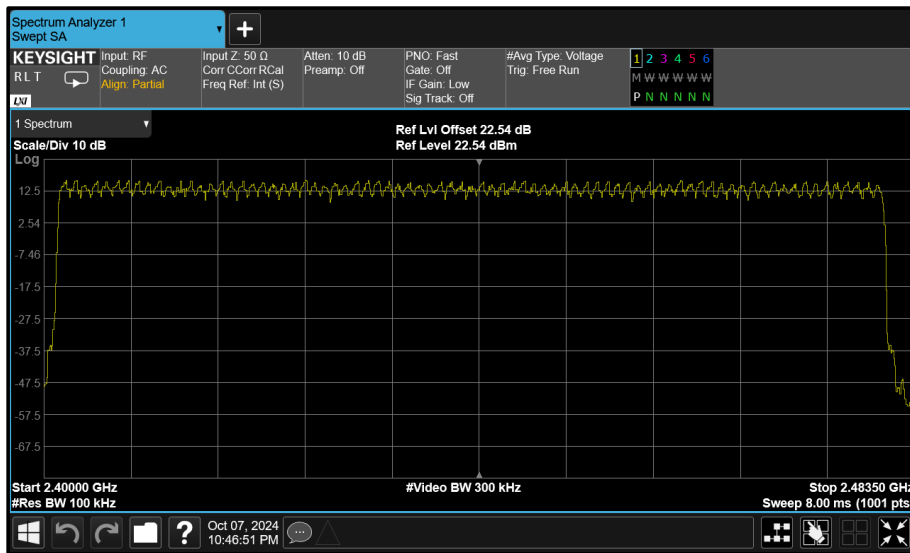 Spectrum Analyzer 1
Swept SA
KEYSIGHT
R L T
LXI
Input: RF
Coupling: AC
Align: Partial
Input Z: 50 Ω
Corr CCorr RCal
Freq Ref: Int (S)
Atten: 10 dB
Preamp: Off
PNO: Fast
Gate: Off
IF Gain: Low
Sig Track: Off
#Avg Type: Voltage
Trig: Free Run
1 2 3 4 5 6
M W W W W W
P N N N N N
1 Spectrum
Scale/Div 10 dB
Ref Lvl Offset 22.54 dB
Ref Level 22.54 dBm
Log
12.5
2.54
-7.46
-17.5
-27.5
-37.5
-47.5
-57.5
-67.5
Start 2.40000 GHz
#Res BW 100 kHz
#Video BW 300 kHz
Stop 2.48350 GHz
Sweep 8.00 ms (1001 pts
?
Oct 07, 2024
10:46:51 PM